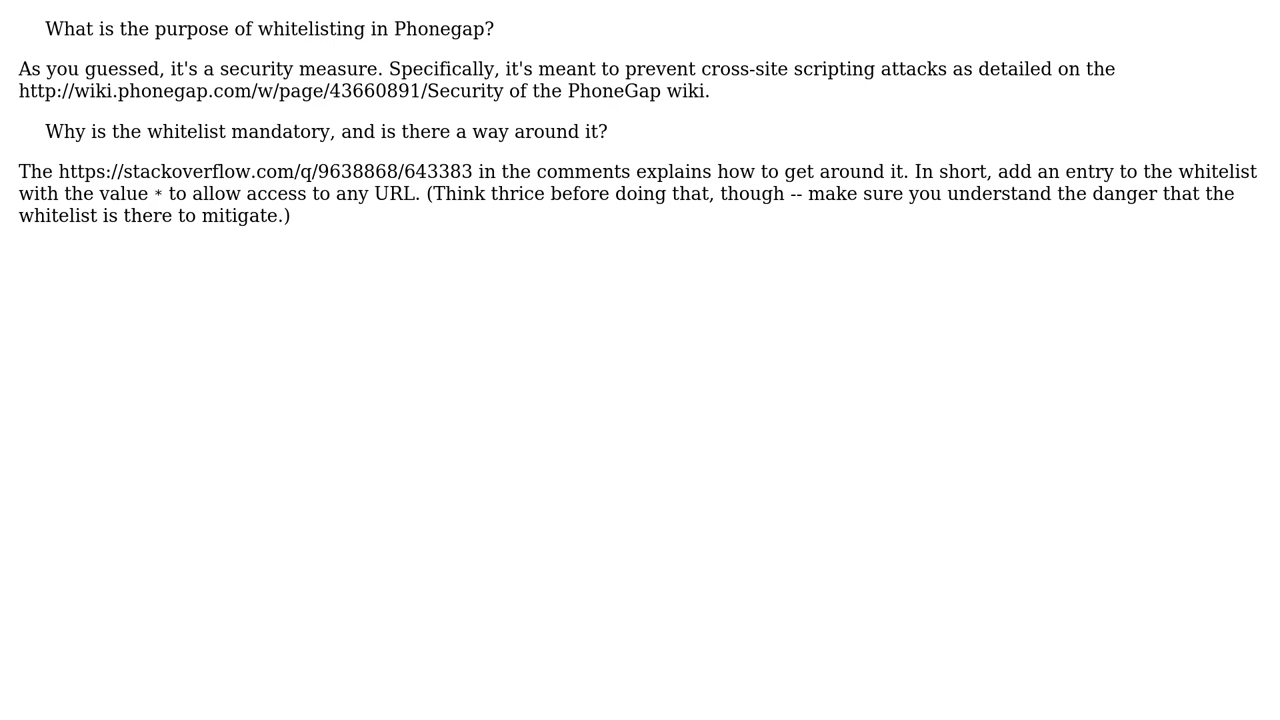 What is the purpose of whitelisting in Phonegap?
As you guessed, it's a security measure. Specifically, it's meant to prevent cross-site scripting attacks as detailed on the
http://wiki.phonegap.com/w/page/43660891/Security of the PhoneGap wiki.
Why is the whitelist mandatory, and is there a way around it?
The https://stackoverflow.com/q/9638868/643383 in the comments explains how to get around it. In short, add an entry to the whitelist
with the value * to allow access to any URL. (Think thrice before doing that, though -- make sure you understand the danger that the
whitelist is there to mitigate.)